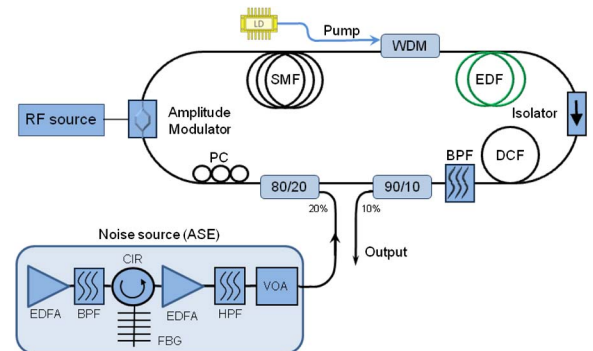 LD
Pump
WDM
SMF
EDF
RF source
Amplitude
Modulator
Isolator
PC
BPF
DCF
80/20
90/10
20%
10%
Output
Noise source (ASE)
CIR
VOA
EDFA
BPF
EDFA
HPF
FBG